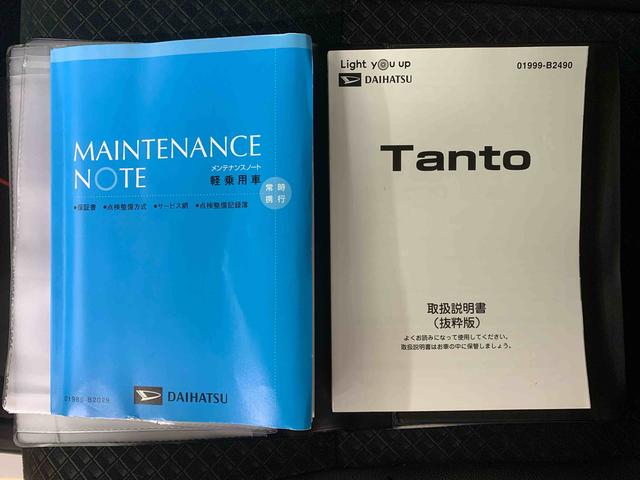 MAINTENANCE
NOTE
メンテナンスノート
軽乗用車
常時
携行
●保証書 ●点検整備方式 ●サービス網 ●点検整備記録簿
DAIHATSU
01989-B2029
Light you up
DAIHATSU
01999-B2490
Tanto
取扱説明書
(抜粋版)
よくお読みになって使用してください。
取扱説明書はお車の中に保管しましょう。